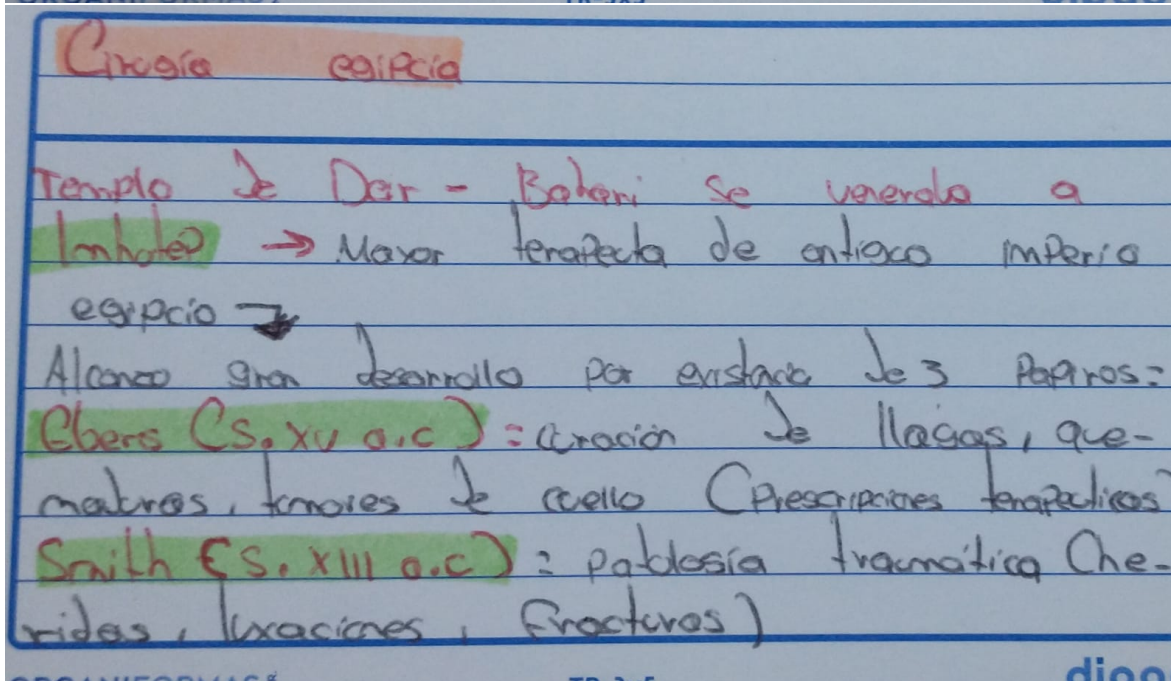 Cirugía egipcia
Templo de Der - Bahari se veneraba a
Imhotep → Mayor terapeuta de antiguo imperio
egipcio →
Alcanzo gran desarrollo por existencia de 3 papiros:
Ebers (s. XV a.c) = curación de llagas, que-
maduras, tumores de cuello (Prescripciones terapeuticas
Smith (s. XIII a.c) = patología traumática (he-
ridas, luxaciones, fracturas)